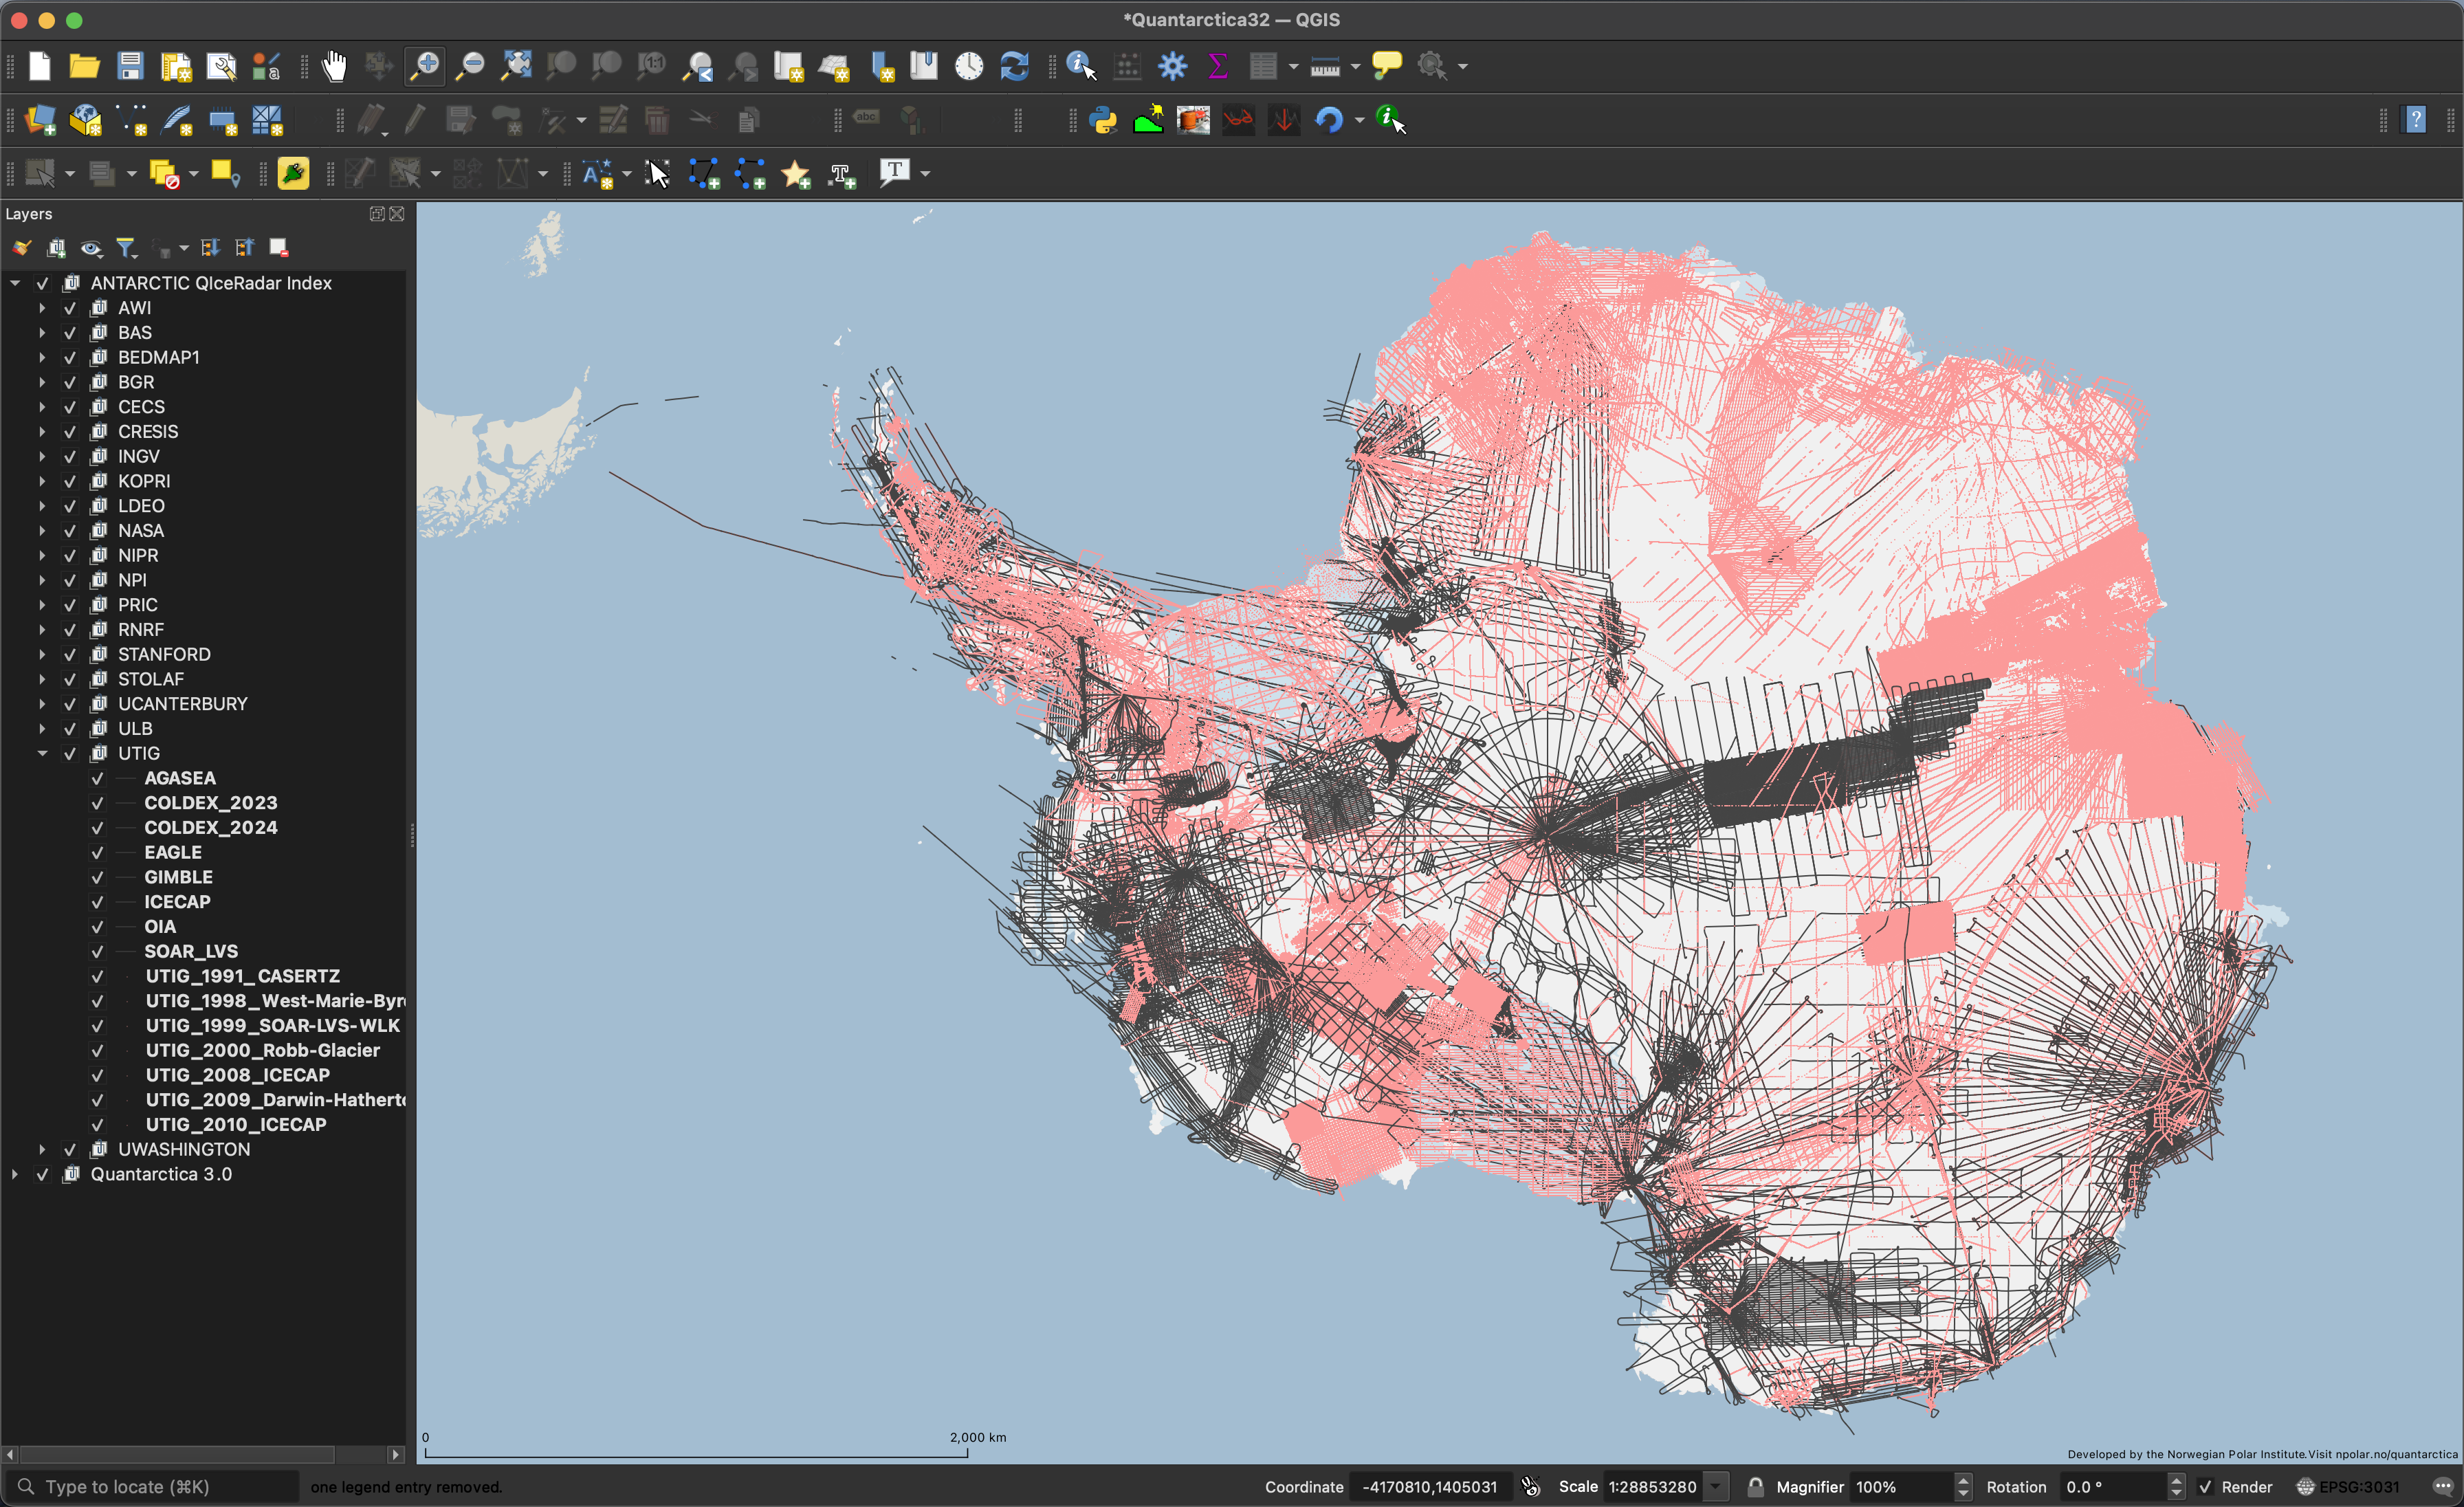 *Quantarctica32 — QGIS
Layers
ANTARCTIC QIceRadar Index
AWI
BAS
BEDMAP1
BGR
CECS
CRESIS
INGV
KOPRI
LDEO
NASA
NIPR
NPI
PRIC
RNRF
STANFORD
STOLAF
UCANTERBURY
ULB
UTIG
AGASEA
COLDEX_2023
COLDEX_2024
EAGLE
GIMBLE
ICECAP
OIA
SOAR_LVS
UTIG_1991_CASERTZ
UTIG_1998_West-Marie-Byr
UTIG_1999_SOAR-LVS-WLK
UTIG_2000_Robb-Glacier
UTIG_2008_ICECAP
UTIG_2009_Darwin-Hatherto
UTIG_2010_ICECAP
UWASHINGTON
Quantarctica 3.0
0 2,000 km
Developed by the Norwegian Polar Institute.Visit npolar.no/quantarctica
Type to locate (⌘K) one legend entry removed. Coordinate -4170810,1405031 Scale 1:28853280 Magnifier 100% Rotation 0.0 ° Render EPSG:3031